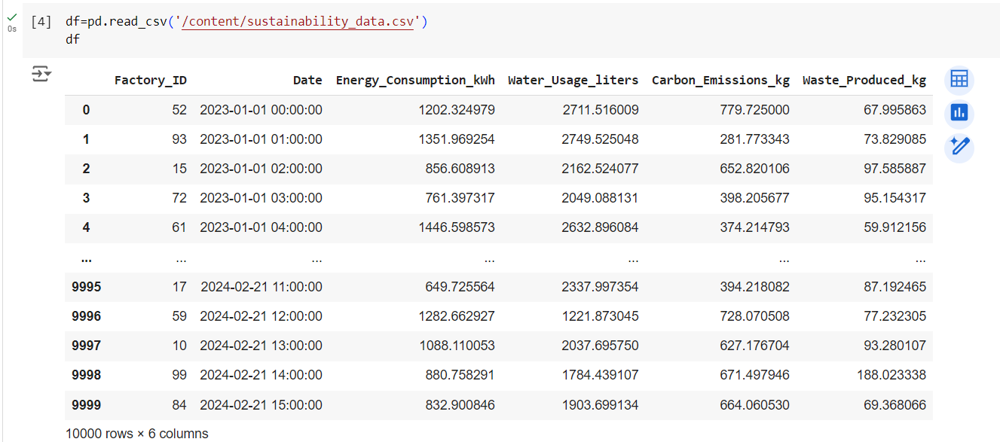 [4] df=pd.read_csv('/content/sustainability_data.csv')
df
0s
Factory_ID Date Energy_Consumption_kWh Water_Usage_liters Carbon_Emissions_kg Waste_Produced_kg
0 52 2023-01-01 00:00:00 1202.324979 2711.516009 779.725000 67.995863
1 93 2023-01-01 01:00:00 1351.969254 2749.525048 281.773343 73.829085
2 15 2023-01-01 02:00:00 856.608913 2162.524077 652.820106 97.585887
3 72 2023-01-01 03:00:00 761.397317 2049.088131 398.205677 95.154317
4 61 2023-01-01 04:00:00 1446.598573 2632.896084 374.214793 59.912156
... ... ... ... ... ... ...
9995 17 2024-02-21 11:00:00 649.725564 2337.997354 394.218082 87.192465
9996 59 2024-02-21 12:00:00 1282.662927 1221.873045 728.070508 77.232305
9997 10 2024-02-21 13:00:00 1088.110053 2037.695750 627.176704 93.280107
9998 99 2024-02-21 14:00:00 880.758291 1784.439107 671.497946 188.023338
9999 84 2024-02-21 15:00:00 832.900846 1903.699134 664.060530 69.368066
10000 rows × 6 columns